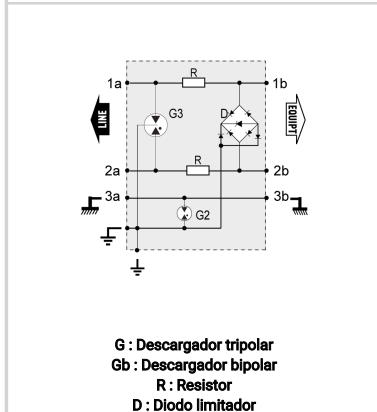 R
1a 1b
G3 D
LINE EQUIPT
R
2a 2b
3a 3b
G2
G : Descargador tripolar
Gb : Descargador bipolar
R : Resistor
D : Diodo limitador